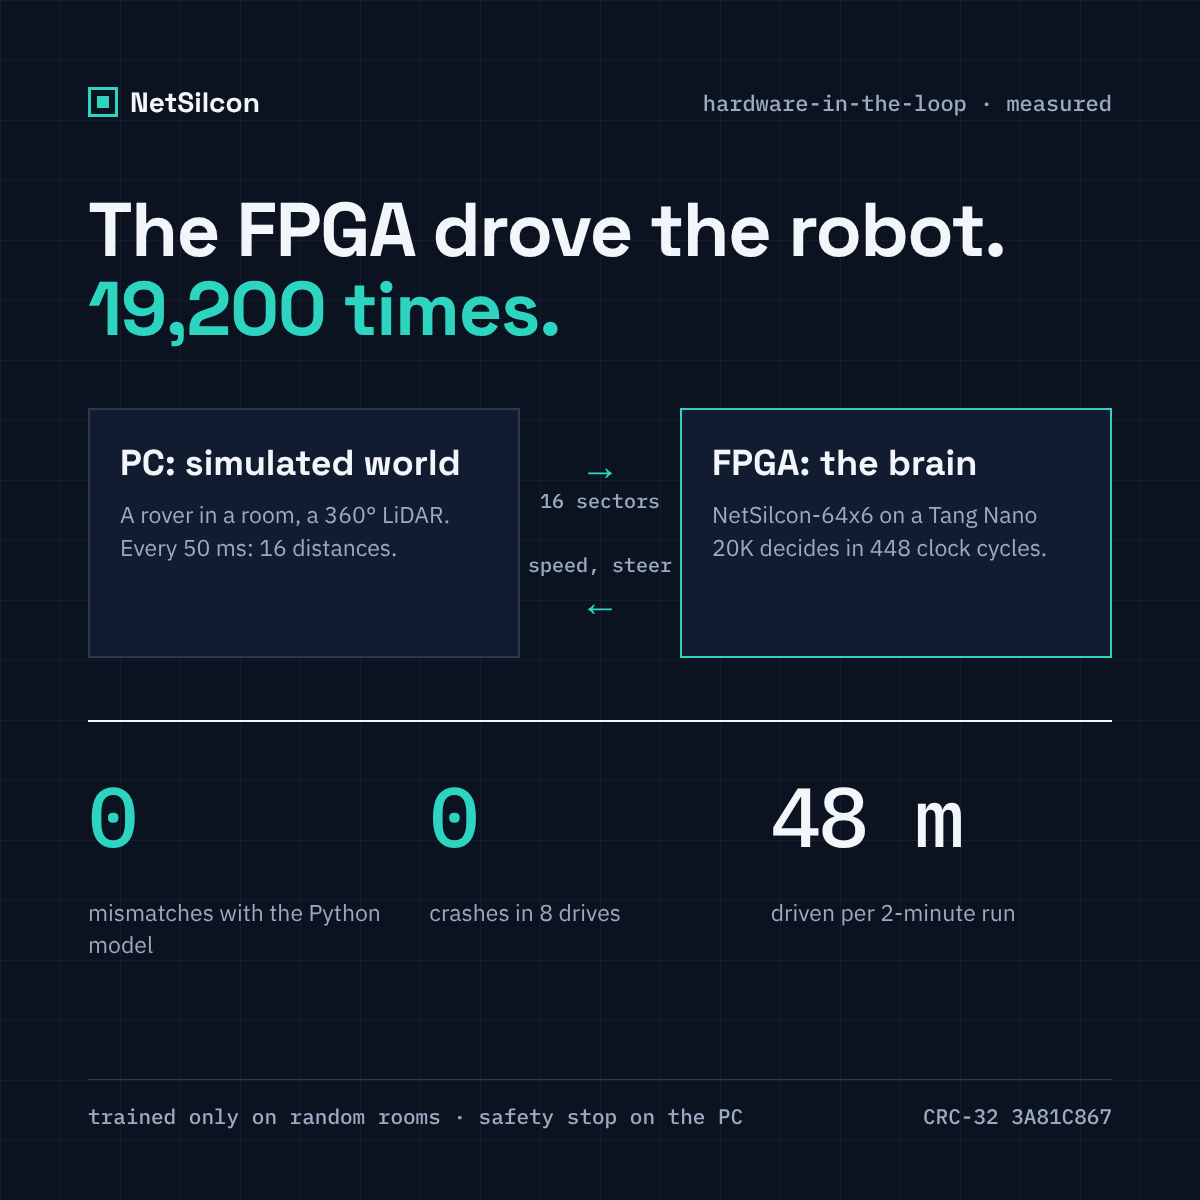 NetSilcon
hardware-in-the-loop · measured
The FPGA drove the robot.
19,200 times.
PC: simulated world
A rover in a room, a 360° LiDAR.
Every 50 ms: 16 distances.
→
16 sectors
speed, steer
←
FPGA: the brain
NetSilcon-64x6 on a Tang Nano
20K decides in 448 clock cycles.
0
mismatches with the Python
model
0
crashes in 8 drives
48 m
driven per 2-minute run
trained only on random rooms · safety stop on the PC
CRC-32 3A81C867